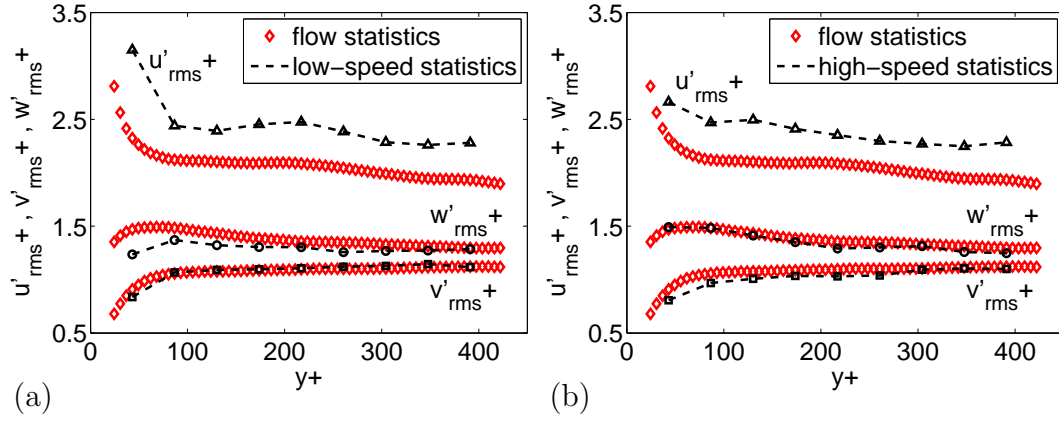 3.5
2.5
1.5
0.5
u'rms+ , v'rms+ , w'rms+
0
100
200
300
400
y+
flow statistics
low−speed statistics
u'rms+
w'rms+
v'rms+
(a)
3.5
2.5
1.5
0.5
u'rms+ , v'rms+ , w'rms+
0
100
200
300
400
y+
flow statistics
high−speed statistics
u'rms+
w'rms+
v'rms+
(b)